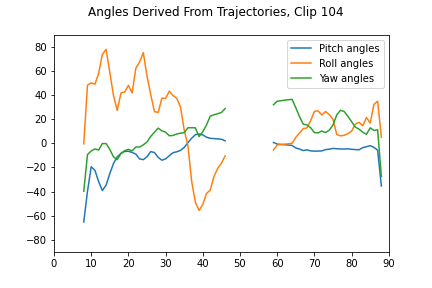 Angles Derived From Trajectories, Clip 104
Pitch angles
Roll angles
Yaw angles
80
60
40
20
0
−20
−40
−60
−80
0 10 20 30 40 50 60 70 80 90